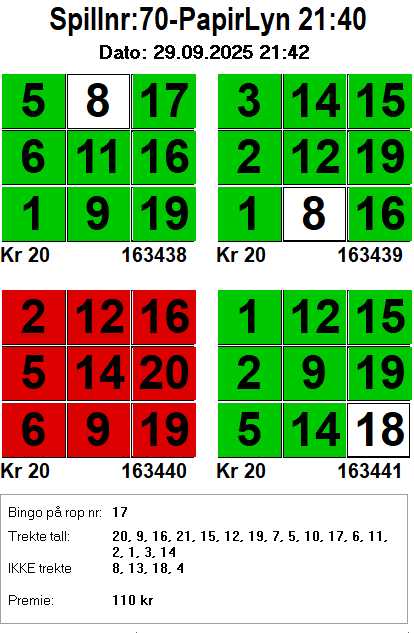 Spillnr:70-PapirLyn 21:40
Dato: 29.09.2025 21:42
5 8 17
6 11 16
1 9 19
Kr 20 163438
3 14 15
2 12 19
1 8 16
Kr 20 163439
2 12 16
5 14 20
6 9 19
Kr 20 163440
1 12 15
2 9 19
5 14 18
Kr 20 163441
Bingo på rop nr: 17
Trekte tall: 20, 9, 16, 21, 15, 12, 19, 7, 5, 10, 17, 6, 11,
2, 1, 3, 14
IKKE trekte 8, 13, 18, 4
Premie: 110 kr